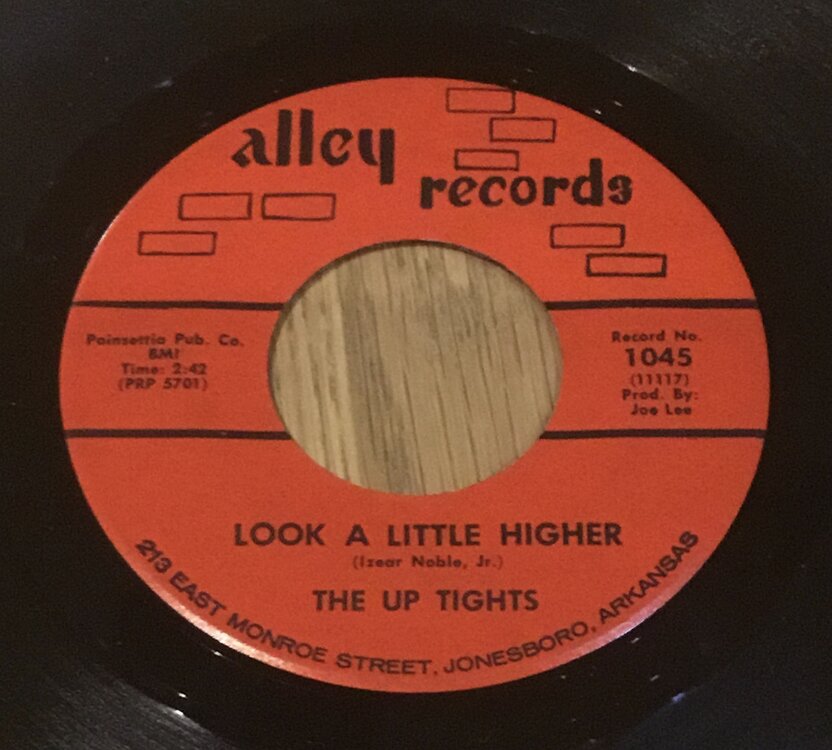 alley
records
Poinsettia Pub. Co.
BMI
Time: 2:42
(PRP 5701)
Record No.
1045
(11117)
Prod. By:
Joe Lee
LOOK A LITTLE HIGHER
(Izear Noble, Jr.)
THE UP TIGHTS
213 EAST MONROE STREET, JONESBORO, ARKANSAS